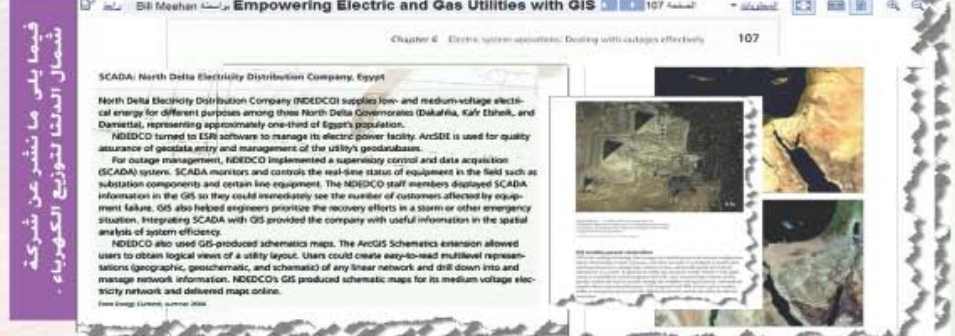 بواسطة Bill Meehan Empowering Electric and Gas Utilities with GIS
الصفحة 107
Chapter 6 Electric system operations: Dealing with outages effectively 107
فيما يلى ما نشر عن شركة
شمال الدلتا لتوزيع الكهرباء .
SCADA: North Delta Electricity Distribution Company, Egypt
North Delta Electricity Distribution Company (NDEDCO) supplies low- and medium-voltage electri-
cal energy for different purposes among three North Delta Governorates (Dakahlia, Kafr Elsheik, and
Damietta), representing approximately one-third of Egypt's population.
NDEDCO turned to ESRI software to manage its electric power facility. ArcSDE is used for quality
assurance of geodata entry and management of the utility's geodatabases.
For outage management, NDEDCO implemented a supervisory control and data acquisition
(SCADA) system. SCADA monitors and controls the real-time status of equipment in the field such as
substation components and certain line equipment. The NDEDCO staff members displayed SCADA
information in the GIS so they could immediately see the number of customers affected by equip-
ment failure. GIS also helped engineers prioritize the recovery efforts in a storm or other emergency
situation. Integrating SCADA with GIS provided the company with useful information in the spatial
analysis of system efficiency.
NDEDCO also used GIS-produced schematics maps. The ArcGIS Schematics extension allowed
users to obtain logical views of a utility layout. Users could create easy-to-read multilevel represen-
tations (geographic, geoschematic, and schematic) of any linear network and drill down into and
manage network information. NDEDCO's GIS produced schematic maps for its medium voltage elec-
tricity network and delivered maps online.
From Energy Currents, summer 2006